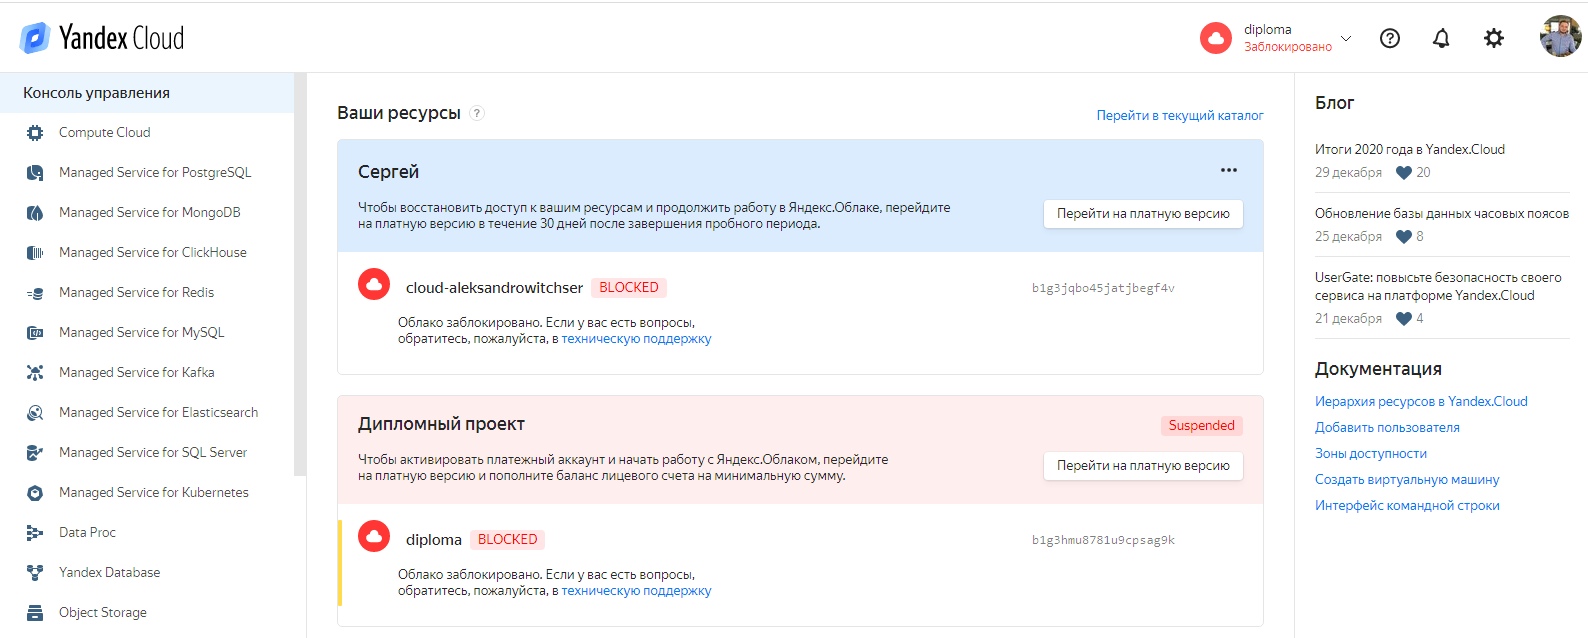 Yandex Cloud
diploma
Заблокировано
Консоль управления
Compute Cloud
Managed Service for PostgreSQL
Managed Service for MongoDB
Managed Service for ClickHouse
Managed Service for Redis
Managed Service for MySQL
Managed Service for Kafka
Managed Service for Elasticsearch
Managed Service for SQL Server
Managed Service for Kubernetes
Data Proc
Yandex Database
Object Storage
Ваши ресурсы ?
Перейти в текущий каталог
Сергей
Чтобы восстановить доступ к вашим ресурсам и продолжить работу в Яндекс.Облаке, перейдите
на платную версию в течение 30 дней после завершения пробного периода.
Перейти на платную версию
cloud-aleksandrowitchser BLOCKED b1g3jqbo45jatjbegf4v
Облако заблокировано. Если у вас есть вопросы,
обратитесь, пожалуйста, в техническую поддержку
Дипломный проект
Suspended
Чтобы активировать платежный аккаунт и начать работу с Яндекс.Облаком, перейдите
на платную версию и пополните баланс лицевого счета на минимальную сумму.
Перейти на платную версию
diploma BLOCKED b1g3hmu8781u9cpsag9k
Облако заблокировано. Если у вас есть вопросы,
обратитесь, пожалуйста, в техническую поддержку
Блог
Итоги 2020 года в Yandex.Cloud
29 декабря 20
Обновление базы данных часовых поясов
25 декабря 8
UserGate: повысьте безопасность своего
сервиса на платформе Yandex.Cloud
21 декабря 4
Документация
Иерархия ресурсов в Yandex.Cloud
Добавить пользователя
Зоны доступности
Создать виртуальную машину
Интерфейс командной строки